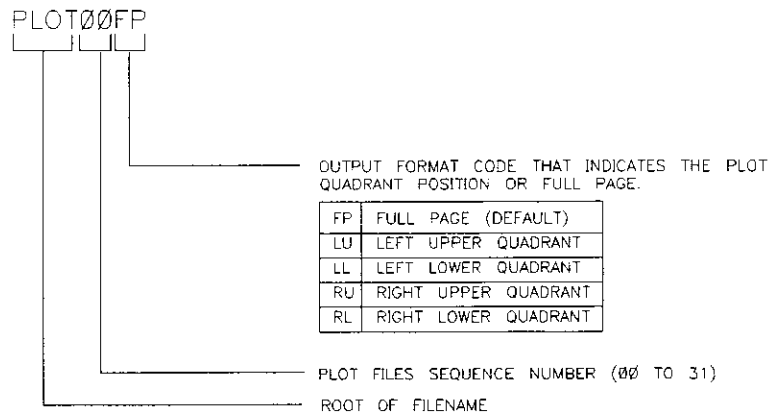 PLOTØØFP
OUTPUT FORMAT CODE THAT INDICATES THE PLOT
QUADRANT POSITION OR FULL PAGE.
FP FULL PAGE (DEFAULT)
LU LEFT UPPER QUADRANT
LL LEFT LOWER QUADRANT
RU RIGHT UPPER QUADRANT
RL RIGHT LOWER QUADRANT
PLOT FILES SEQUENCE NUMBER (ØØ TO 31)
ROOT OF FILENAME